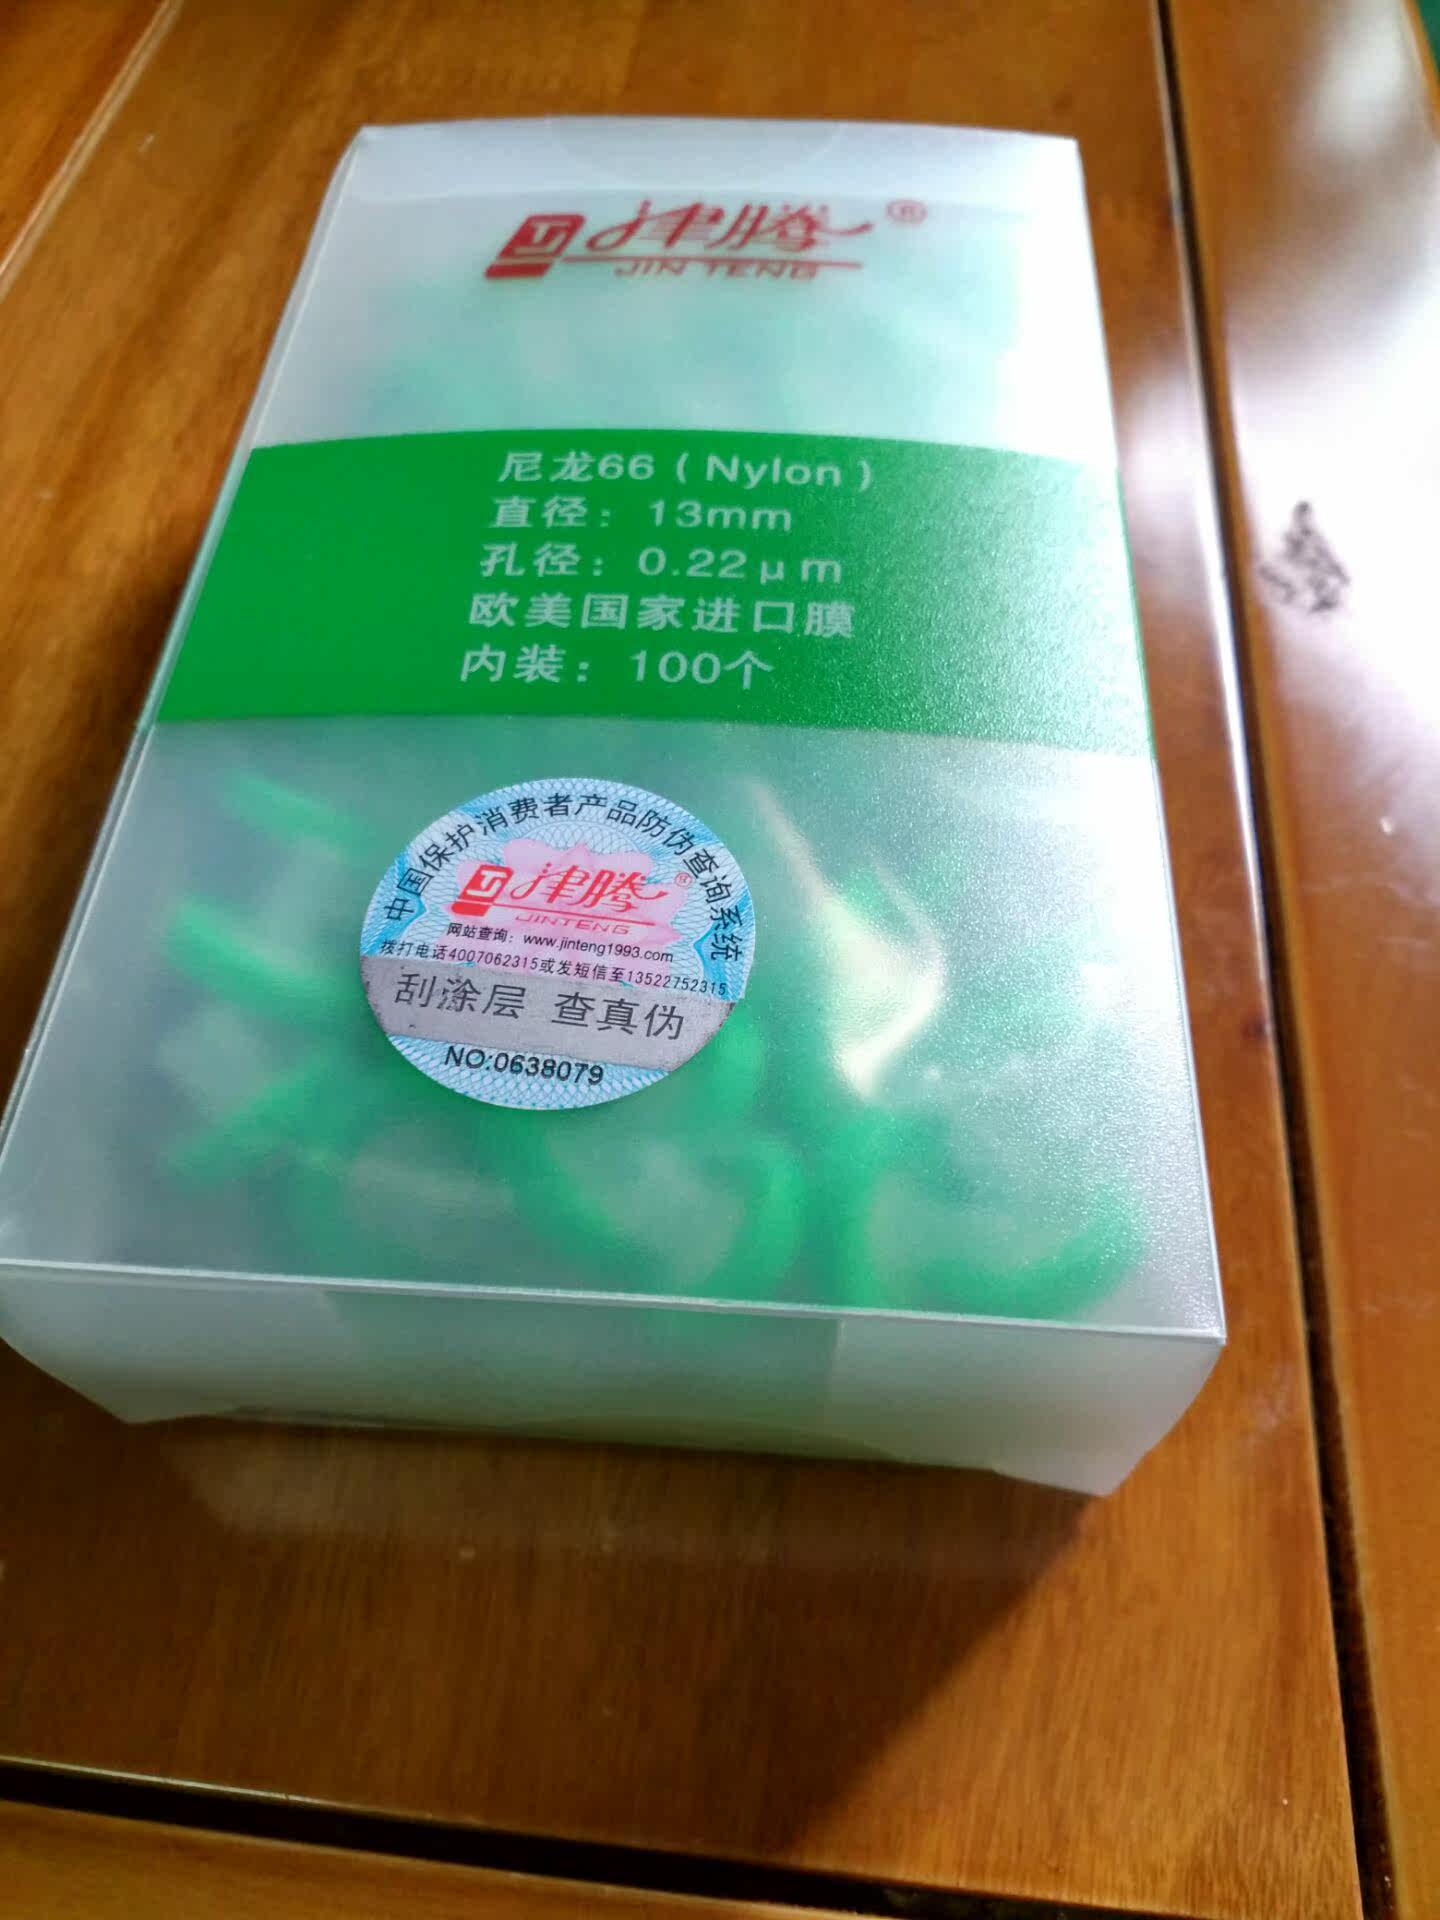 津腾®
JIN TENG
尼龙66（Nylon）
直径：13mm
孔径：0.22μm
欧美国家进口膜
内装：100个
中国保护消费者产品防伪查询系统
津腾®
JINTENG
网站查询：www.jinteng1993.com
拨打电话4007062315或发短信至13522752315
刮涂层 查真伪
NO:0638079